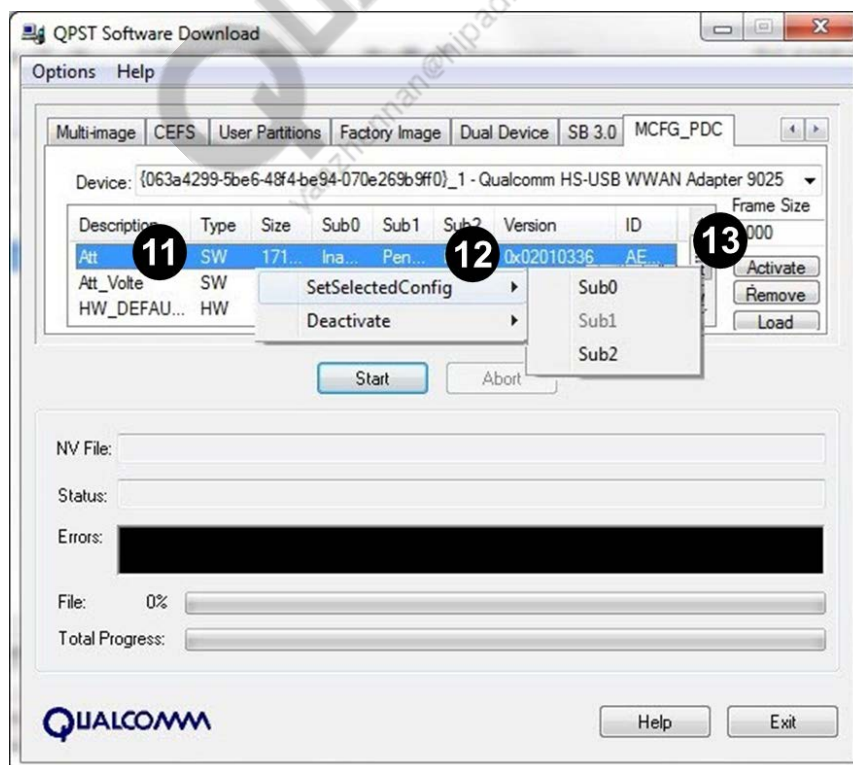 QPST Software Download
Options Help
Multi-image CEFS User Partitions Factory Image Dual Device SB 3.0 MCFG_PDC
Device: {063a4299-5be6-48f4-be94-070e269b9ff0}_1 - Qualcomm HS-USB WWAN Adapter 9025
Frame Size
Description Type Size Sub0 Sub1 Sub2 Version ID
000
Att SW 171... Ina... Pen... 0x02010336 AE...
11 12 13
Activate
Att_Volte SW
SetSelectedConfig Sub0
Remove
HW_DEFAU... HW
Deactivate Sub1
Load
Sub2
Start Abort
NV File:
Status:
Errors:
File: 0%
Total Progress:
QUALCOMM
Help Exit